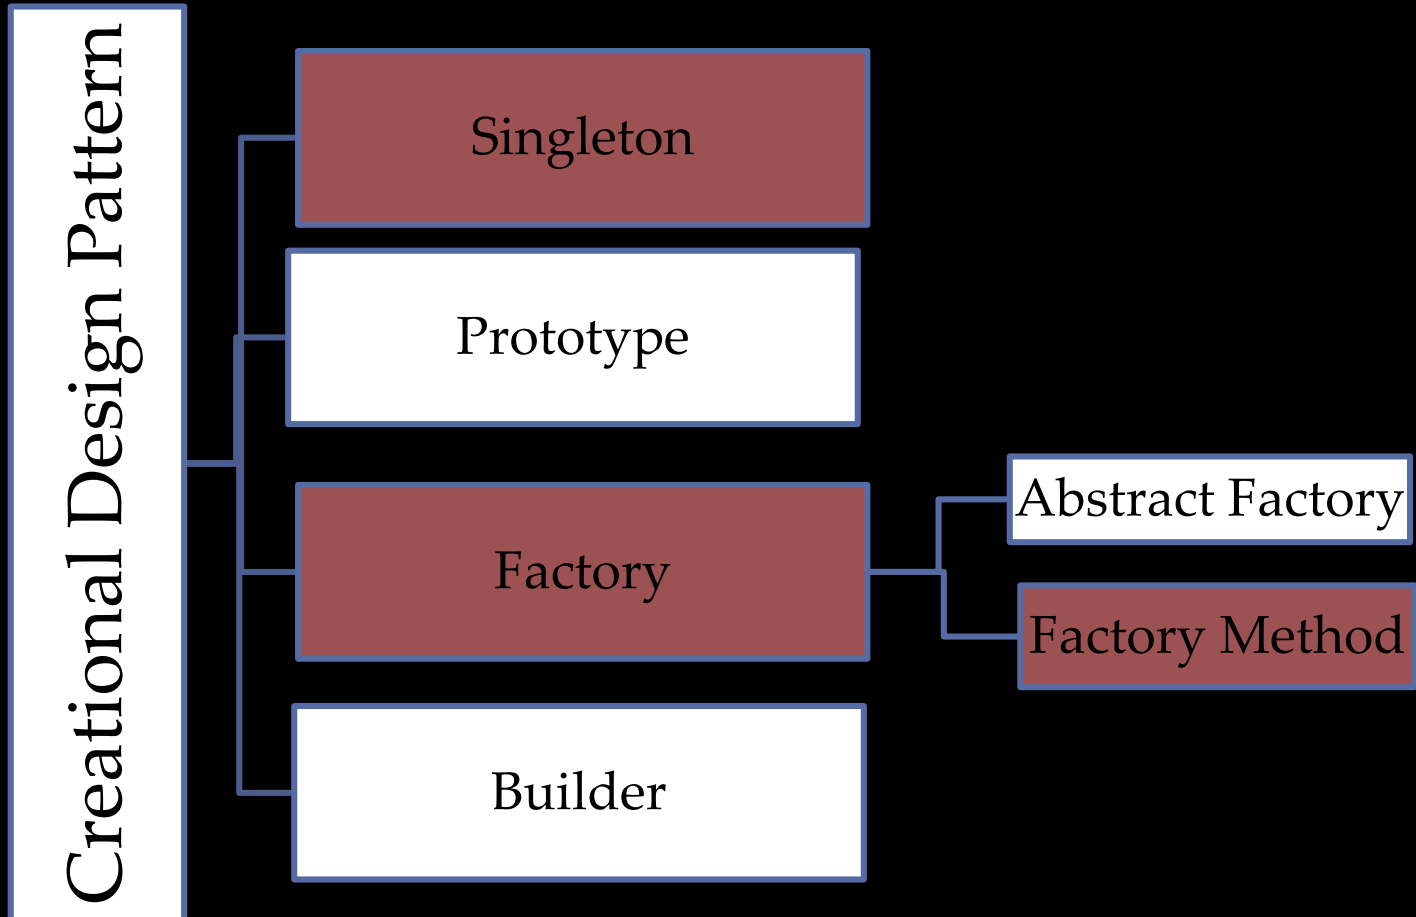 Creational Design Pattern
Singleton
Prototype
Factory
Abstract Factory
Factory Method
Builder